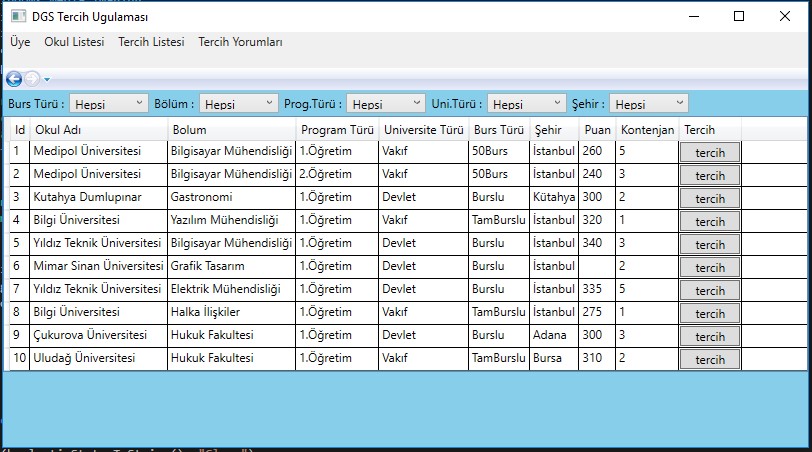 DGS Tercih Ugulaması
Üye Okul Listesi Tercih Listesi Tercih Yorumları
Burs Türü : Hepsi Bölüm : Hepsi Prog.Türü : Hepsi Uni.Türü : Hepsi Şehir : Hepsi
Id Okul Adı Bolum Program Türü Universite Türü Burs Türü Şehir Puan Kontenjan Tercih
1 Medipol Üniversitesi Bilgisayar Mühendisliği 1.Öğretim Vakıf 50Burs İstanbul 260 5 tercih
2 Medipol Üniversitesi Bilgisayar Mühendisliği 2.Öğretim Vakıf 50Burs İstanbul 240 3 tercih
3 Kutahya Dumlupınar Gastronomi 1.Öğretim Devlet Burslu Kütahya 300 2 tercih
4 Bilgi Üniversitesi Yazılım Mühendisliği 1.Öğretim Vakıf TamBurslu İstanbul 320 1 tercih
5 Yıldız Teknik Üniversitesi Bilgisayar Mühendisliği 1.Öğretim Devlet Burslu İstanbul 340 3 tercih
6 Mimar Sinan Üniversitesi Grafik Tasarım 1.Öğretim Devlet Burslu İstanbul 2 tercih
7 Yıldız Teknik Üniversitesi Elektrik Mühendisliği 1.Öğretim Devlet Burslu İstanbul 335 5 tercih
8 Bilgi Üniversitesi Halka İlişkiler 1.Öğretim Vakıf TamBurslu İstanbul 275 1 tercih
9 Çukurova Üniversitesi Hukuk Fakultesi 1.Öğretim Devlet Burslu Adana 300 3 tercih
10 Uludağ Üniversitesi Hukuk Fakultesi 1.Öğretim Vakıf TamBurslu Bursa 310 2 tercih